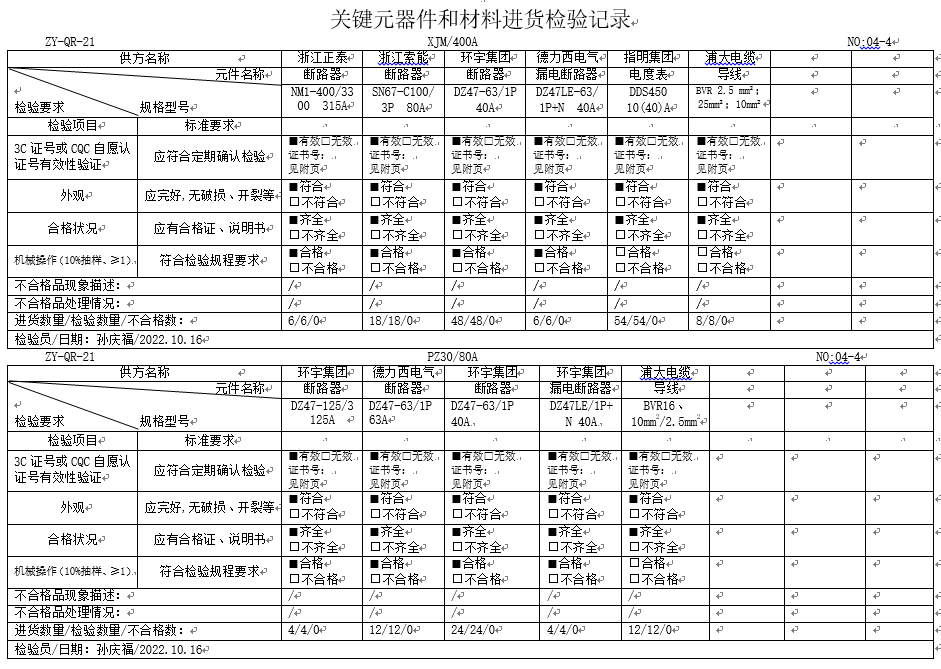 关键元器件和材料进货检验记录
ZY-QR-21 XJM/400A NO:04-4
供方名称 浙江正泰 浙江索能 环宇集团 德力西电气 指明集团 浦大电缆
元件名称 断路器 断路器 断路器 漏电断路器 电度表 导线
检验要求 规格型号 NM1-400/3300 315A SN67-C100/3P 80A DZ47-63/1P 40A DZ47LE-63/1P+N 40A DDS450 10(40)A BVR 2.5 mm²; 25mm²; 10mm²
检验项目 标准要求
3C 证号或 CQC 自愿认证号有效性验证 应符合定期确认检验 ■有效□无效 证书号: 见附页 ■有效□无效 证书号: 见附页 ■有效□无效 证书号: 见附页 ■有效□无效 证书号: 见附页 ■有效□无效 证书号: 见附页 ■有效□无效 证书号: 见附页
外观 应完好,无破损、开裂等 ■符合 □不符合 ■符合 □不符合 ■符合 □不符合 ■符合 □不符合 ■符合 □不符合 ■符合 □不符合
合格状况 应有合格证、说明书 ■齐全 □不齐全 ■齐全 □不齐全 ■齐全 □不齐全 ■齐全 □不齐全 ■齐全 □不齐全 ■齐全 □不齐全
机械操作(10%抽样、≥1) 符合检验规程要求 ■合格 □不合格 ■合格 □不合格 ■合格 □不合格 ■合格 □不合格 □合格 □不合格 □合格 □不合格
不合格品现象描述: / / / / / /
不合格品处理情况: / / / / / /
进货数量/检验数量/不合格数: 6/6/0 18/18/0 48/48/0 6/6/0 54/54/0 8/8/0
检验员/日期: 孙庆福/2022.10.16
ZY-QR-21 PZ30/80A NO:04-4
供方名称 环宇集团 德力西电气 环宇集团 环宇集团 浦大电缆
元件名称 断路器 断路器 断路器 漏电断路器 导线
检验要求 规格型号 DZ47-125/3 125A DZ47-63/1P 63A DZ47-63/1P 40A DZ47LE/1P+N 40A BVR16、10mm²/2.5mm²
检验项目 标准要求
3C 证号或 CQC 自愿认证号有效性验证 应符合定期确认检验 ■有效□无效 证书号: 见附页 ■有效□无效 证书号: 见附页 ■有效□无效 证书号: 见附页 ■有效□无效 证书号: 见附页 ■有效□无效 证书号: 见附页
外观 应完好,无破损、开裂等 ■符合 □不符合 ■符合 □不符合 ■符合 □不符合 ■符合 □不符合 ■符合 □不符合
合格状况 应有合格证、说明书 ■齐全 □不齐全 ■齐全 □不齐全 ■齐全 □不齐全 ■齐全 □不齐全 ■齐全 □不齐全
机械操作(10%抽样、≥1) 符合检验规程要求 ■合格 □不合格 ■合格 □不合格 ■合格 □不合格 ■合格 □不合格 □合格 □不合格
不合格品现象描述: / / / / /
不合格品处理情况: / / / / /
进货数量/检验数量/不合格数: 4/4/0 12/12/0 24/24/0 4/4/0 12/12/0
检验员/日期: 孙庆福/2022.10.16